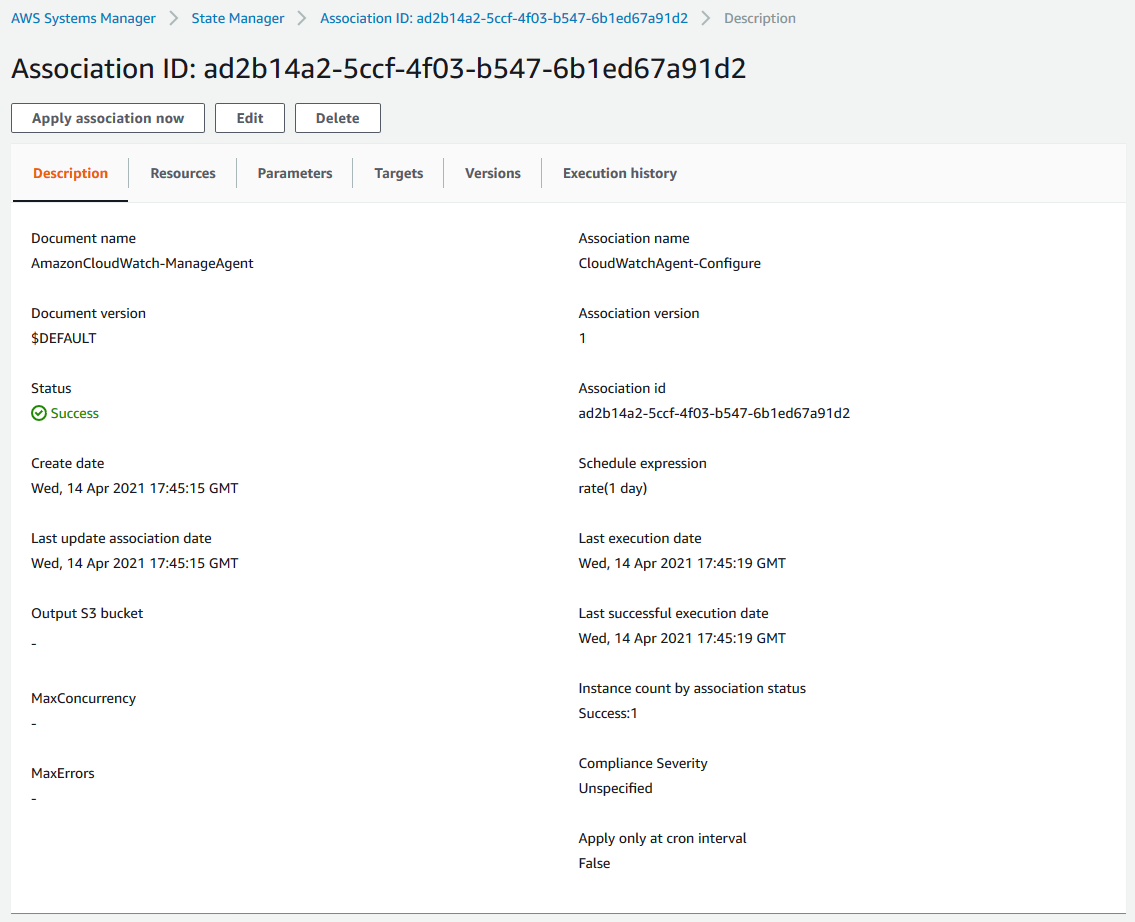 AWS Systems Manager > State Manager > Association ID: ad2b14a2-5ccf-4f03-b547-6b1ed67a91d2 > Description
Association ID: ad2b14a2-5ccf-4f03-b547-6b1ed67a91d2
Apply association now Edit Delete
Description Resources Parameters Targets Versions Execution history
Document name
AmazonCloudWatch-ManageAgent
Association name
CloudWatchAgent-Configure
Document version
$DEFAULT
Association version
1
Status
Success
Association id
ad2b14a2-5ccf-4f03-b547-6b1ed67a91d2
Create date
Wed, 14 Apr 2021 17:45:15 GMT
Schedule expression
rate(1 day)
Last update association date
Wed, 14 Apr 2021 17:45:15 GMT
Last execution date
Wed, 14 Apr 2021 17:45:19 GMT
Output S3 bucket
-
Last successful execution date
Wed, 14 Apr 2021 17:45:19 GMT
MaxConcurrency
-
Instance count by association status
Success:1
MaxErrors
-
Compliance Severity
Unspecified
Apply only at cron interval
False